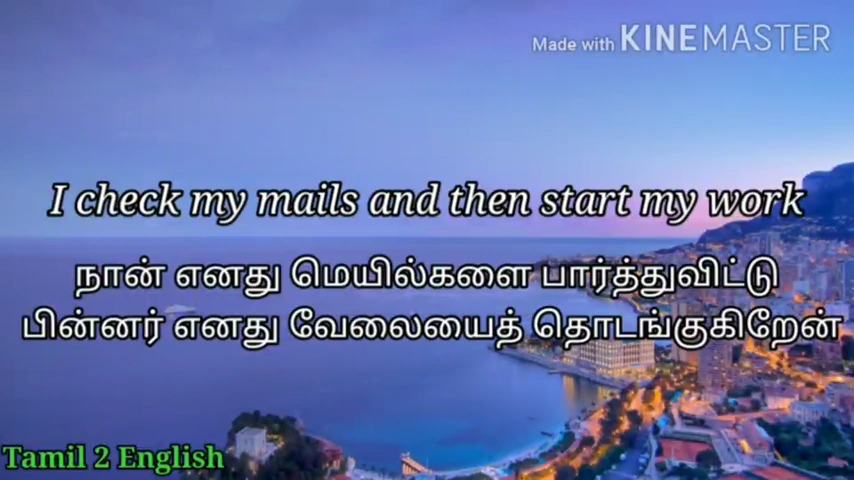 Made with KINEMASTER
I check my mails and then start my work
நான் எனது மெயில்களை பார்த்துவிட்டு
பின்னர் எனது வேலையைத் தொடங்குகிறேன்
Tamil 2 English